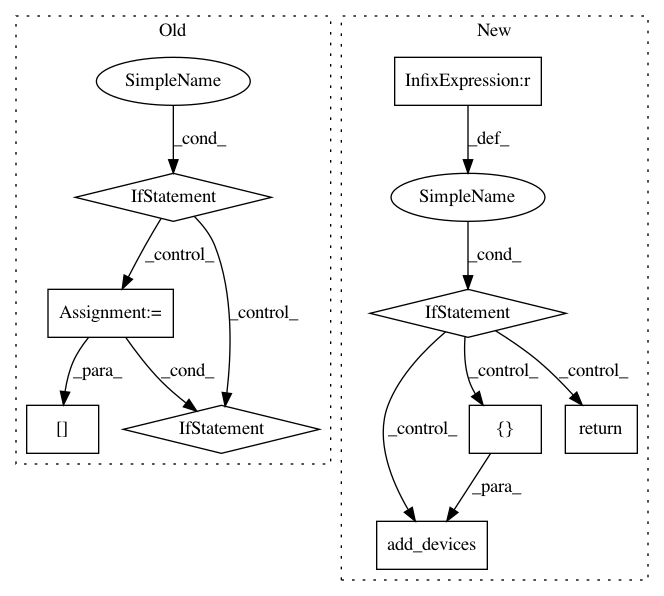 Old
New
SimpleName
InfixExpression:r
_cond_
_def_
IfStatement
SimpleName
_control_
_control_
_cond_
Assignment:=
IfStatement
_para_
_cond_
_control_
_control_
_control_
[]
IfStatement
{}
return
_para_
add_devices